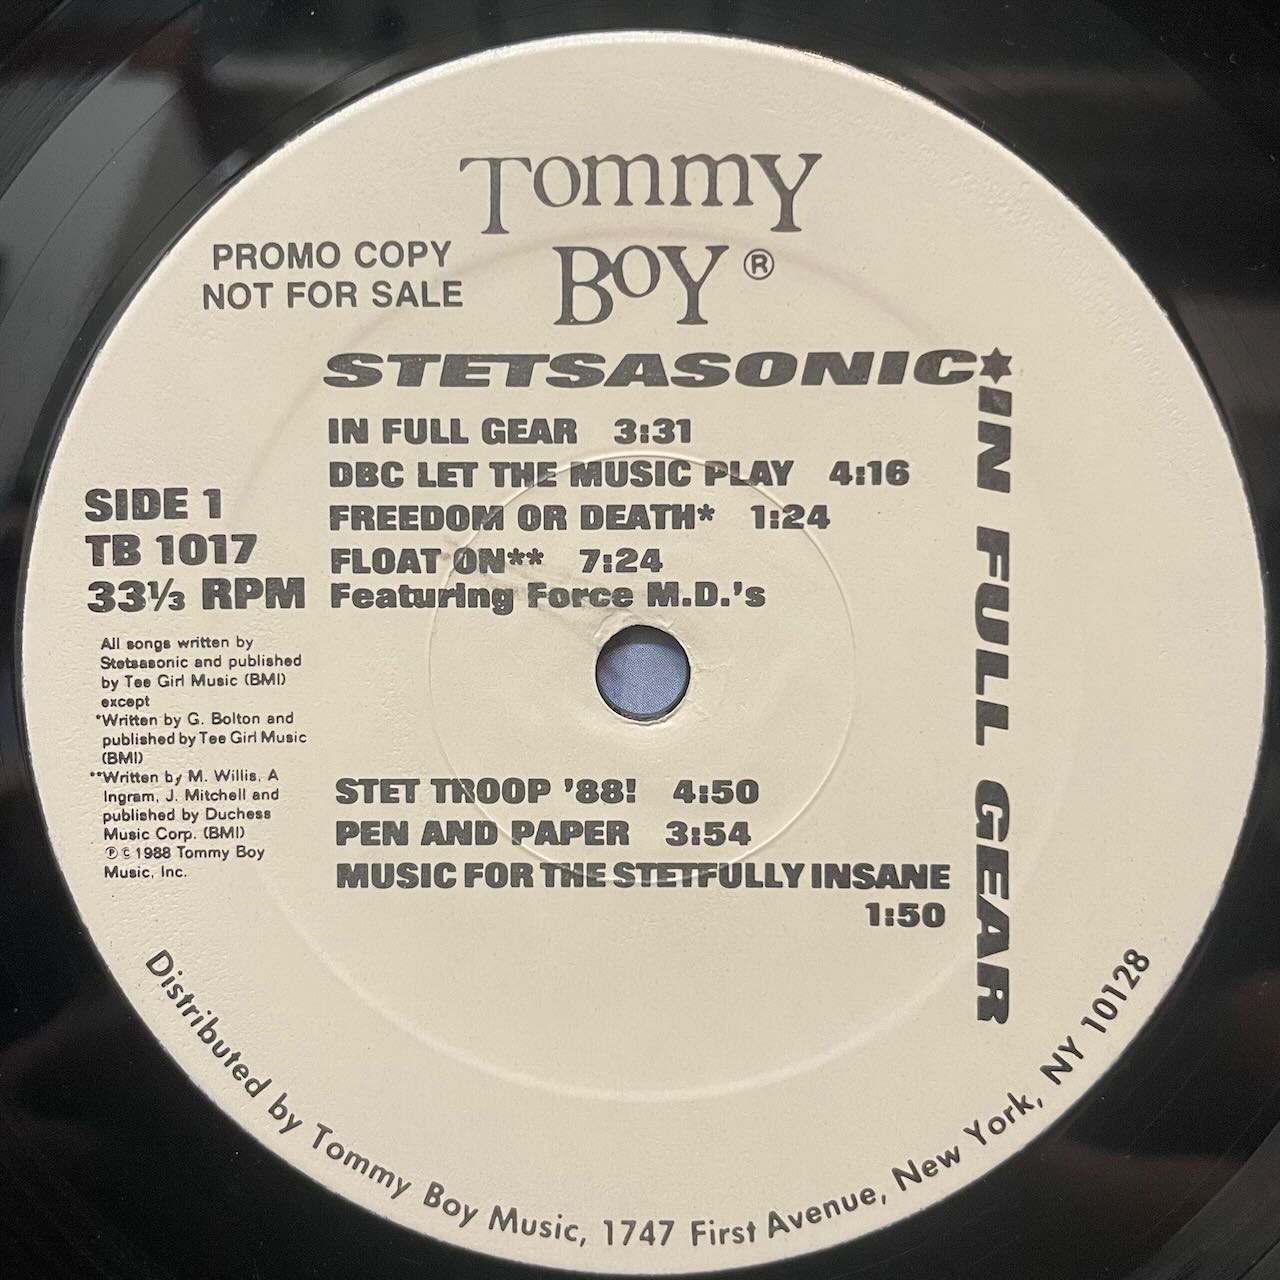 Tommy
Boy®
PROMO COPY
NOT FOR SALE
STETSASONIC✶IN FULL GEAR
IN FULL GEAR 3:31
DBC LET THE MUSIC PLAY 4:16
FREEDOM OR DEATH* 1:24
FLOAT ON** 7:24
Featuring Force M.D.'s
SIDE 1
TB 1017
33⅓ RPM
All songs written by
Stetsasonic and published
by Tee Girl Music (BMI)
except
*Written by G. Bolton and
published by Tee Girl Music
(BMI)
**Written by M. Willis, A
Ingram, J. Mitchell and
published by Duchess
Music Corp. (BMI)
℗ © 1988 Tommy Boy
Music, Inc.
STET TROOP '88! 4:50
PEN AND PAPER 3:54
MUSIC FOR THE STETFULLY INSANE
1:50
Distributed by Tommy Boy Music, 1747 First Avenue, New York, NY 10128